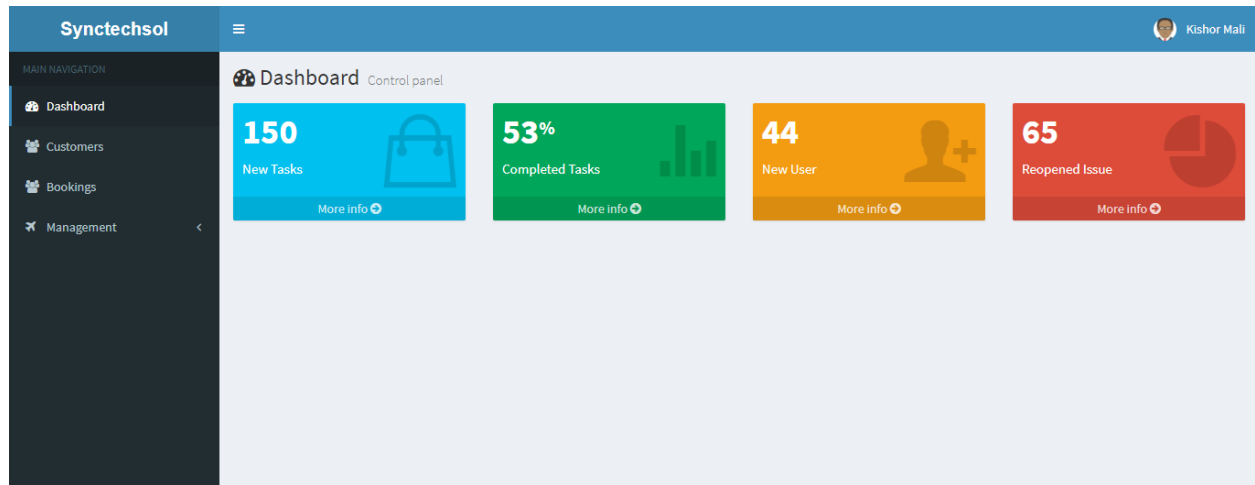 Synctechsol
Kishor Mali
MAIN NAVIGATION
Dashboard
Customers
Bookings
Management
Dashboard Control panel
150
New Tasks
More info
53%
Completed Tasks
More info
44
New User
More info
65
Reopened Issue
More info